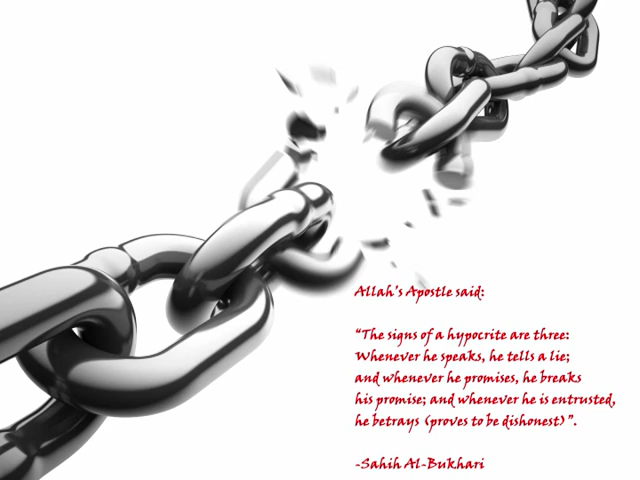 Allah's Apostle said:
"The signs of a hypocrite are three:
Whenever he speaks, he tells a lie;
and whenever he promises, he breaks
his promise; and whenever he is entrusted,
he betrays (proves to be dishonest)".
-Sahih Al-Bukhari